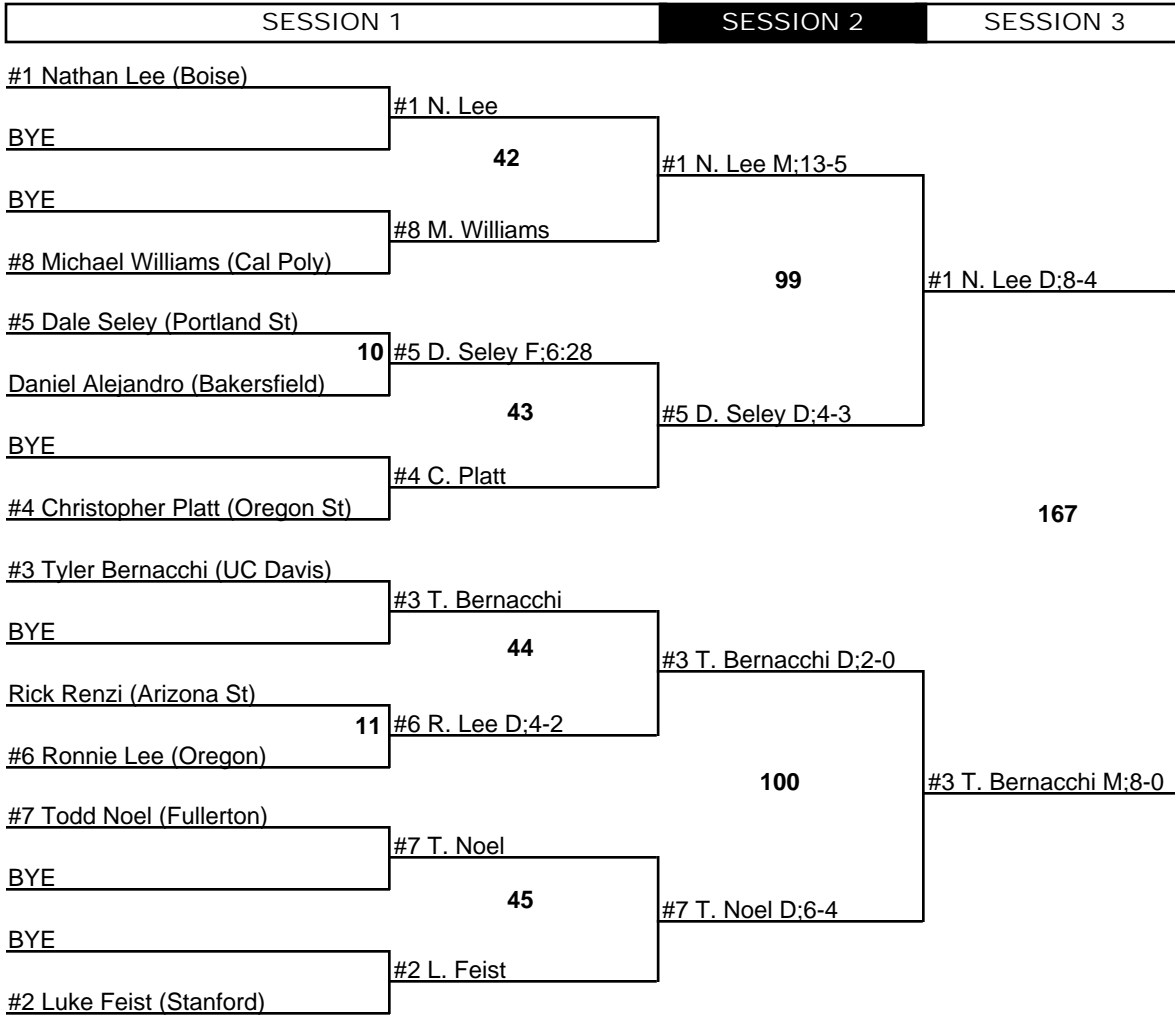 SESSION 1 SESSION 2 SESSION 3
#1 Nathan Lee (Boise)
#1 N. Lee
BYE
42
#1 N. Lee M;13-5
BYE
#8 M. Williams
#8 Michael Williams (Cal Poly)
99
#1 N. Lee D;8-4
#5 Dale Seley (Portland St)
10 #5 D. Seley F;6:28
Daniel Alejandro (Bakersfield)
43
#5 D. Seley D;4-3
BYE
#4 C. Platt
#4 Christopher Platt (Oregon St)
167
#3 Tyler Bernacchi (UC Davis)
#3 T. Bernacchi
BYE
44
#3 T. Bernacchi D;2-0
Rick Renzi (Arizona St)
11 #6 R. Lee D;4-2
#6 Ronnie Lee (Oregon)
100
#3 T. Bernacchi M;8-0
#7 Todd Noel (Fullerton)
#7 T. Noel
BYE
45
#7 T. Noel D;6-4
BYE
#2 L. Feist
#2 Luke Feist (Stanford)